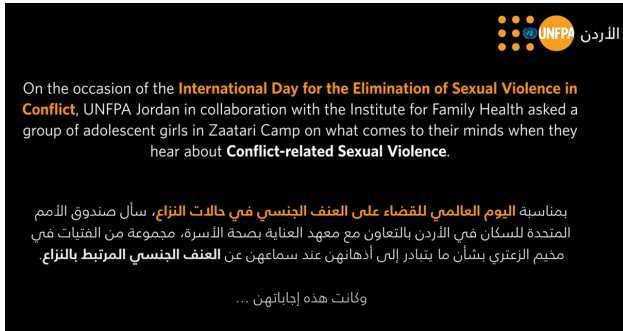 UNFPA الأردن
On the occasion of the International Day for the Elimination of Sexual Violence in
Conflict, UNFPA Jordan in collaboration with the Institute for Family Health asked a
group of adolescent girls in Zaatari Camp on what comes to their minds when they
hear about Conflict-related Sexual Violence.
بمناسبة اليوم العالمي للقضاء على العنف الجنسي في حالات النزاع، سأل صندوق الأمم
المتحدة للسكان في الأردن بالتعاون مع معهد العناية بصحة الأسرة، مجموعة من الفتيات في
مخيم الزعتري بشأن ما يتبادر إلى أذهانهن عند سماعهن عن العنف الجنسي المرتبط بالنزاع.
وكانت هذه إجاباتهن ...